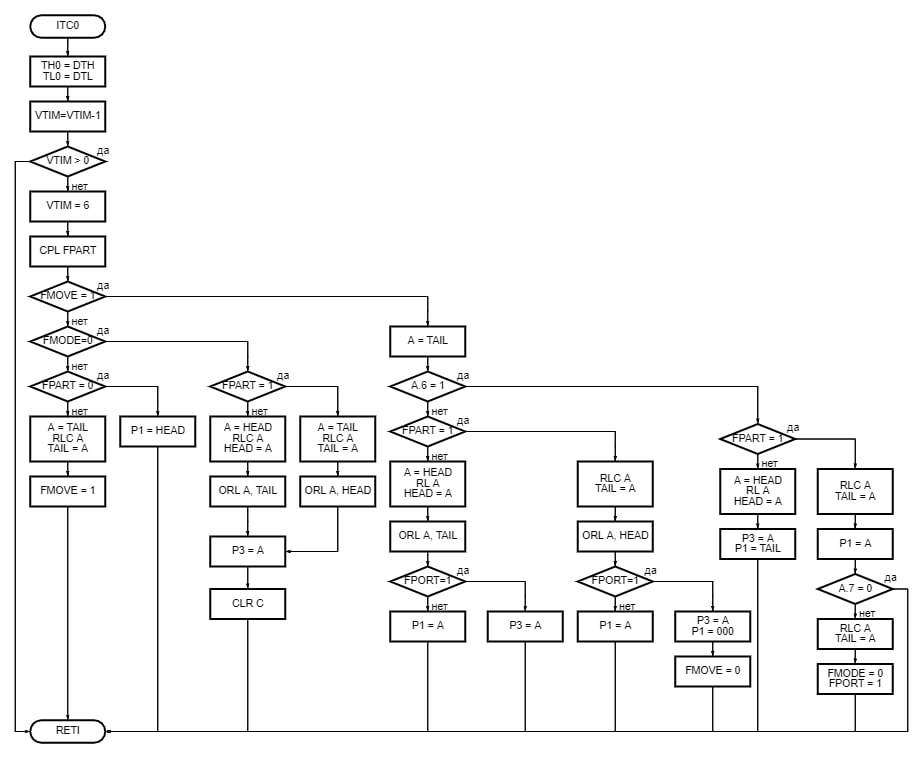 ITC0
TH0 = DTH
TL0 = DTL
VTIM=VTIM-1
да
VTIM > 0
нет
VTIM = 6
CPL FPART
да
FMOVE = 1
нет
да
FMODE=0
нет
да
FPART = 0
нет
A = TAIL
RLC A
TAIL = A
FMOVE = 1
P1 = HEAD
да
FPART = 1
нет
A = HEAD
RLC A
HEAD = A
ORL A, TAIL
A = TAIL
RLC A
TAIL = A
ORL A, HEAD
P3 = A
CLR C
A = TAIL
да
A.6 = 1
нет
да
FPART = 1
нет
A = HEAD
RL A
HEAD = A
ORL A, TAIL
да
FPORT=1
нет
P1 = A
P3 = A
RLC A
TAIL = A
ORL A, HEAD
да
FPORT=1
нет
P1 = A
P3 = A
P1 = 000
FMOVE = 0
да
FPART = 1
нет
A = HEAD
RL A
HEAD = A
P3 = A
P1 = TAIL
RLC A
TAIL = A
P1 = A
да
A.7 = 0
нет
RLC A
TAIL = A
FMODE = 0
FPORT = 1
RETI